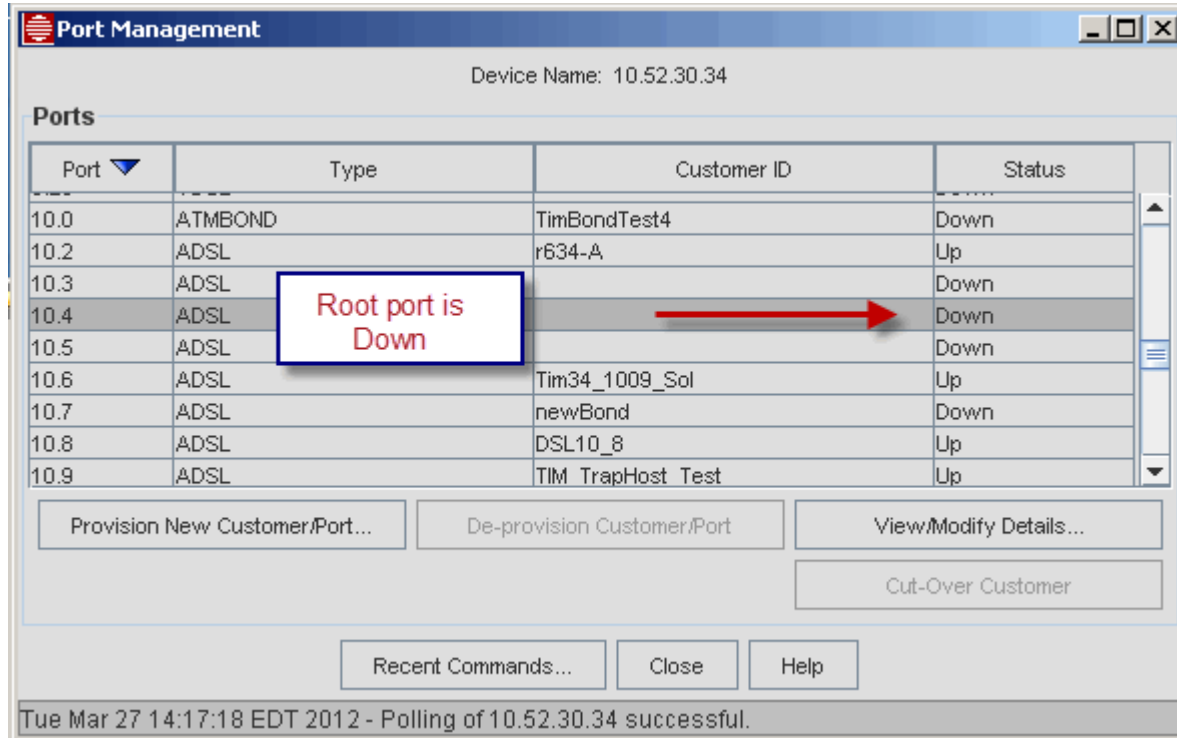 Port Management
Device Name: 10.52.30.34
Ports
Port Type Customer ID Status
10.0 ATMBOND TimBondTest4 Down
10.2 ADSL r634-A Up
10.3 ADSL Down
10.4 ADSL Down
10.5 ADSL Down
10.6 ADSL Tim34_1009_Sol Up
10.7 ADSL newBond Down
10.8 ADSL DSL10_8 Up
10.9 ADSL TIM_TrapHost_Test Up
Root port is
Down
Provision New Customer/Port... De-provision Customer/Port View/Modify Details...
Cut-Over Customer
Recent Commands... Close Help
Tue Mar 27 14:17:18 EDT 2012 - Polling of 10.52.30.34 successful.